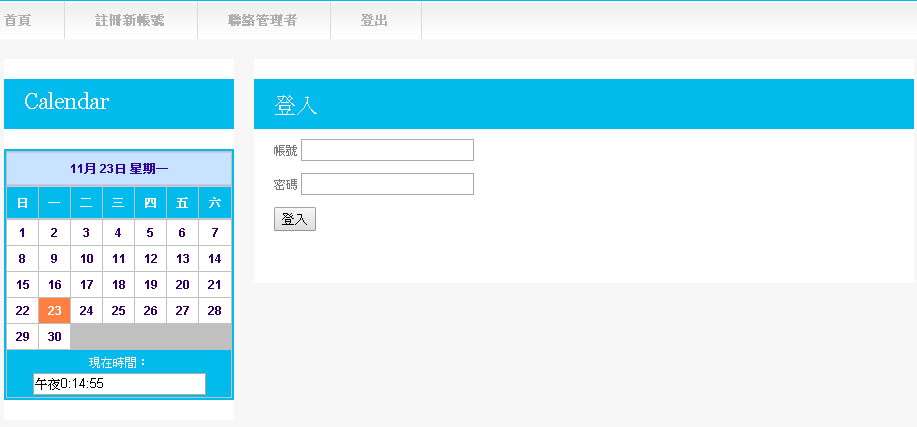 首頁 註冊新帳號 聯絡管理者 登出
Calendar
11月 23日 星期一
日 一 二 三 四 五 六
1 2 3 4 5 6 7
8 9 10 11 12 13 14
15 16 17 18 19 20 21
22 23 24 25 26 27 28
29 30
現在時間：
午夜0:14:55
登入
帳號
密碼
登入